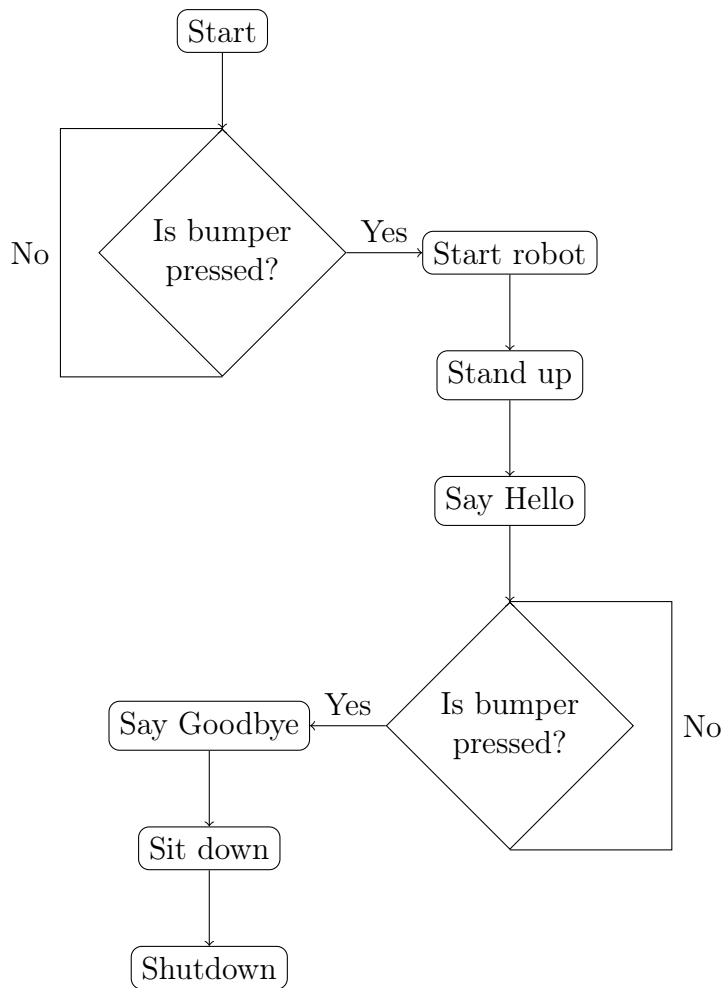 Start
Is bumper
pressed?
No
Yes
Start robot
Stand up
Say Hello
Is bumper
pressed?
No
Yes
Say Goodbye
Sit down
Shutdown